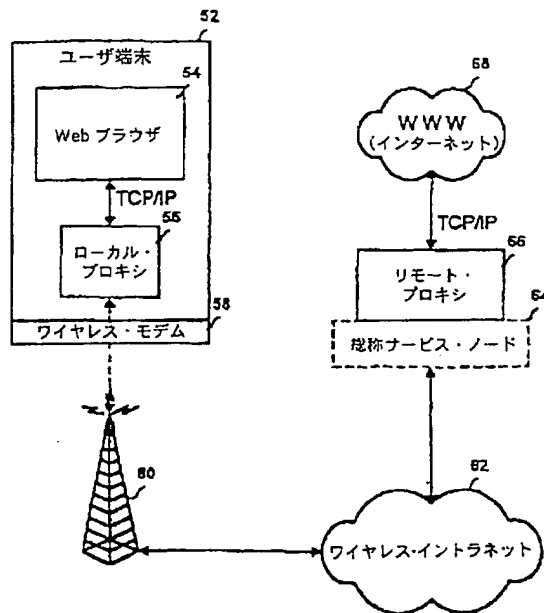 52
ユーザ端末
54
Web ブラウザ
TCP/IP
56
ローカル・
プロキシ
58
ワイヤレス・モデム
60
68
WWW
(インターネット)
TCP/IP
66
リモート・
プロキシ
64
総称サービス・ノード
62
ワイヤレス・イントラネット